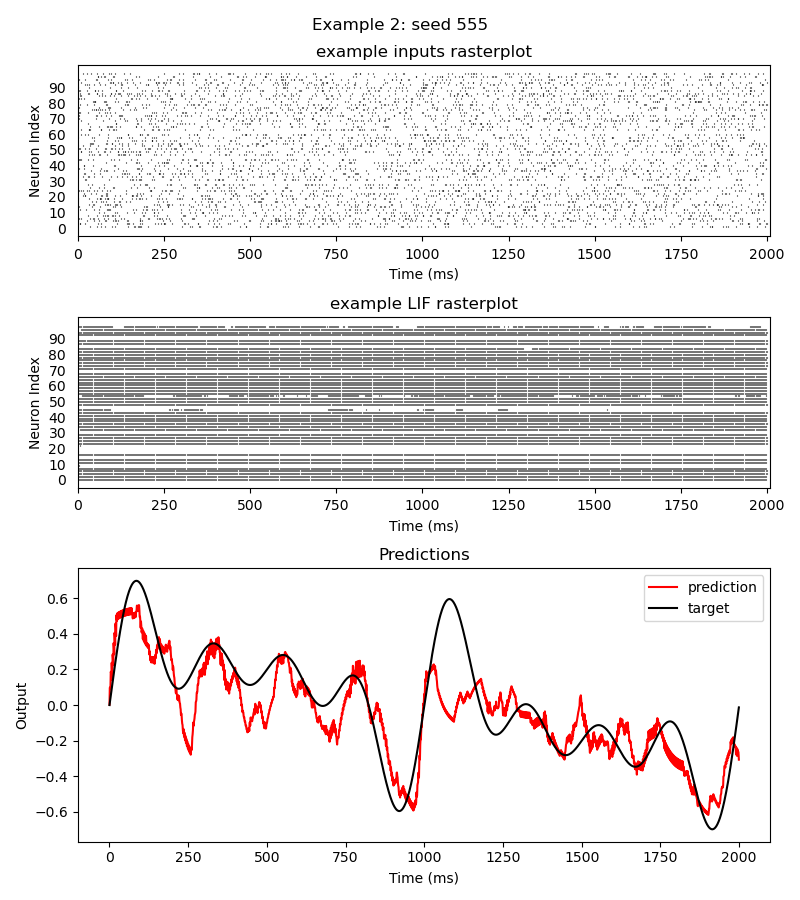 Example 2: seed 555
example inputs rasterplot
90
80
70
60
50
40
30
20
10
0
Neuron Index
0 250 500 750 1000 1250 1500 1750 2000
Time (ms)
example LIF rasterplot
90
80
70
60
50
40
30
20
10
0
Neuron Index
0 250 500 750 1000 1250 1500 1750 2000
Time (ms)
Predictions
prediction
target
0.6
0.4
0.2
0.0
−0.2
−0.4
−0.6
Output
0 250 500 750 1000 1250 1500 1750 2000
Time (ms)